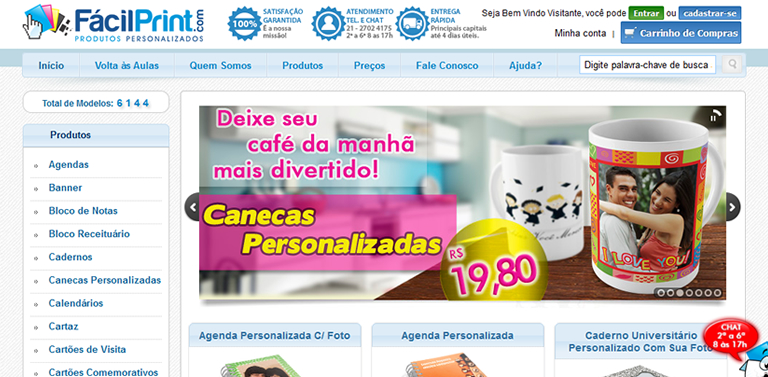 FácilPrint.com
PRODUTOS PERSONALIZADOS
100%
SATISFAÇÃO
GARANTIDA
É a nossa
missão!
ATENDIMENTO
TEL. E CHAT
21 - 2702 4175
2ª a 6ª 8 às 17h
ENTREGA
RÁPIDA
Principais capitais
até 4 dias úteis.
Seja Bem Vindo Visitante, você pode Entrar ou cadastrar-se
Minha conta | Carrinho de Compras
Início
Volta às Aulas
Quem Somos
Produtos
Preços
Fale Conosco
Ajuda?
Digite palavra-chave de busca
Total de Modelos: 6 1 4 4
Produtos
Agendas
Banner
Bloco de Notas
Bloco Receituário
Cadernos
Canecas Personalizadas
Calendários
Cartaz
Cartões de Visita
Cartões Comemorativos
Deixe seu
café da manhã
mais divertido!
Canecas
Personalizadas
R$
19,80
I LOVE YOU!
Agenda Personalizada C/ Foto
Agenda Personalizada
Caderno Universitário
Personalizado Com Sua Foto
CHAT
2ª a 6ª
8 às 17h